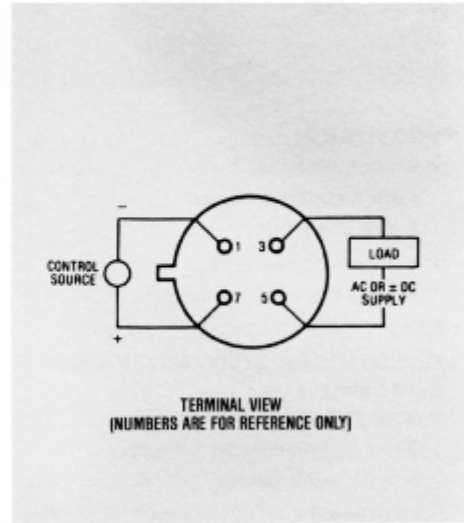 −
1 3
LOAD
CONTROL
SOURCE
AC OR ± DC
SUPPLY
7 5
+
TERMINAL VIEW
(NUMBERS ARE FOR REFERENCE ONLY)